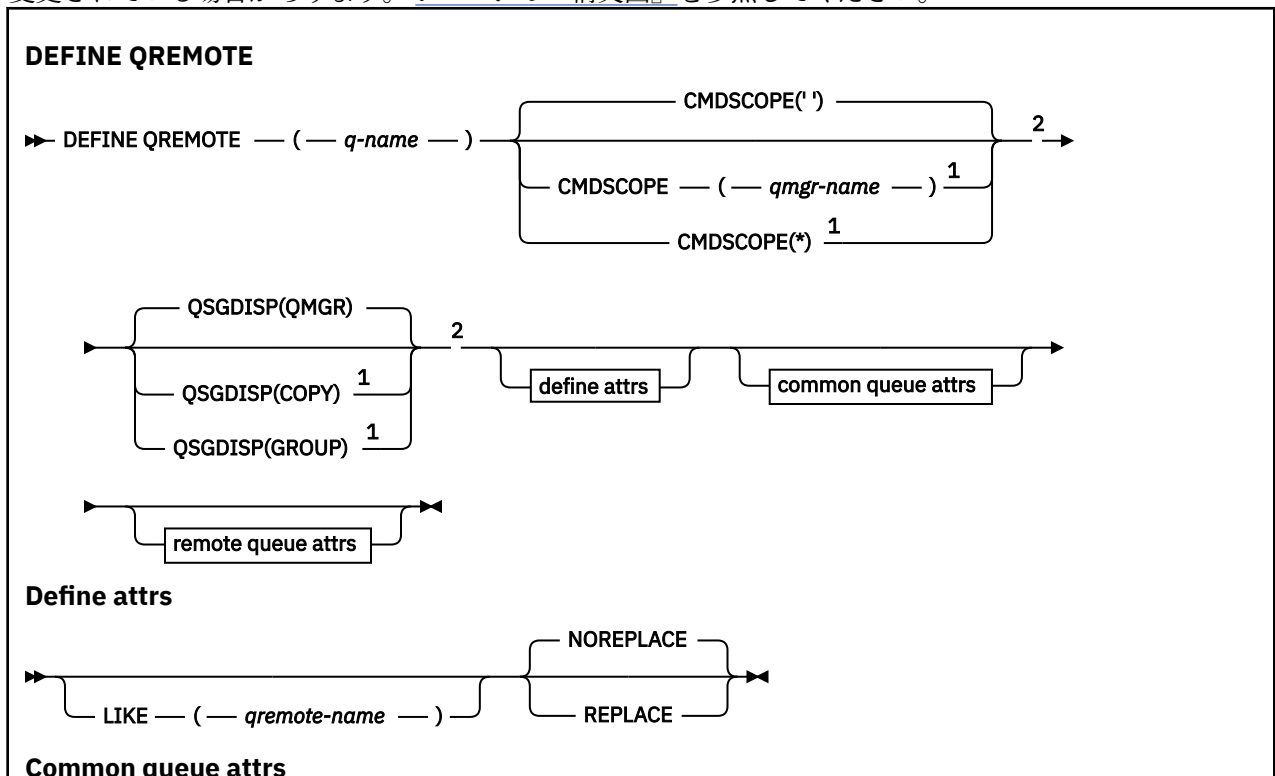 DEFINE QREMOTE
CMDSCOPE(' ')
DEFINE QREMOTE ( q-name ) 2
CMDSCOPE ( qmgr-name ) 1
CMDSCOPE(*) 1
QSGDISP(QMGR) 2
QSGDISP(COPY) 1
define attrs common queue attrs
QSGDISP(GROUP) 1
remote queue attrs
Define attrs
NOREPLACE
LIKE ( qremote-name ) REPLACE
Common queue attrs